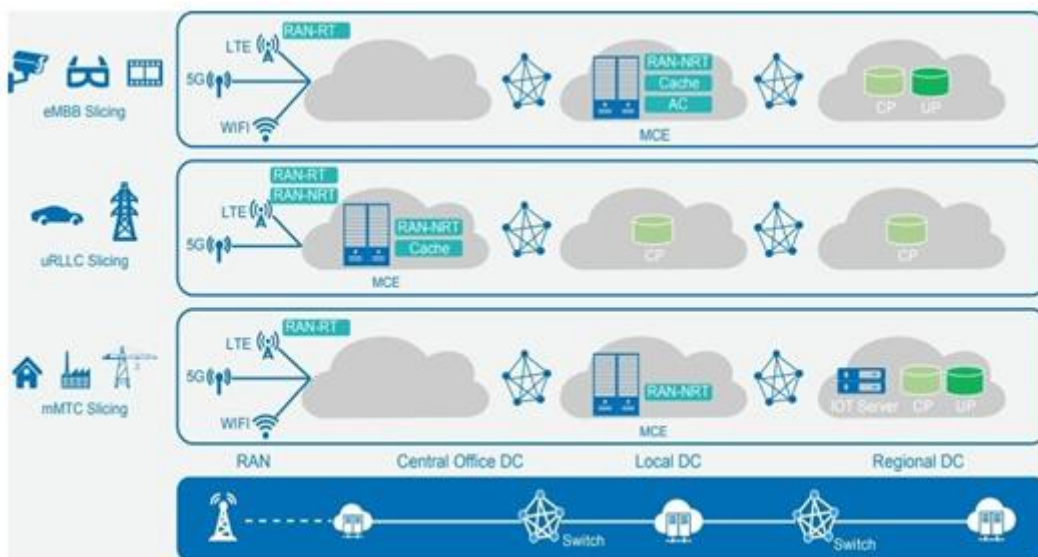 RAN-RT
LTE
5G
WIFI
eMBB Slicing
RAN-NRT
Cache
AC
MCE
CP
UP
RAN-RT
RAN-NRT
LTE
5G
uRLLC Slicing
RAN-NRT
Cache
MCE
CP
CP
RAN-RT
LTE
5G
WIFI
mMTC Slicing
RAN-NRT
MCE
IOT Server
CP
UP
RAN
Central Office DC
Local DC
Regional DC
Switch
Switch